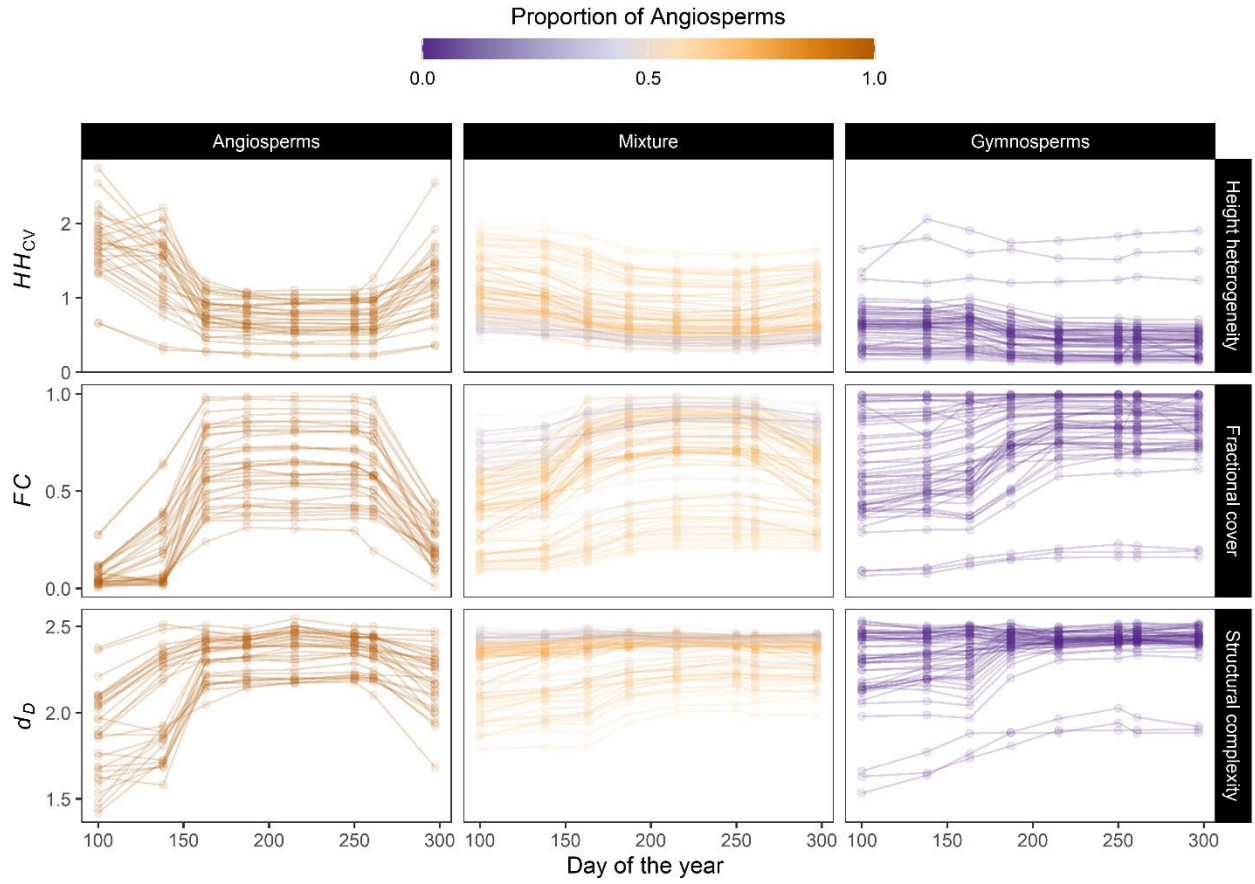 Proportion of Angiosperms
0.0 0.5 1.0
Angiosperms Mixture Gymnosperms
HH_CV
2
1
0
Height heterogeneity
FC
1.0
0.5
0.0
Fractional cover
d_D
2.5
2.0
1.5
Structural complexity
100 150 200 250 300 100 150 200 250 300 100 150 200 250 300
Day of the year